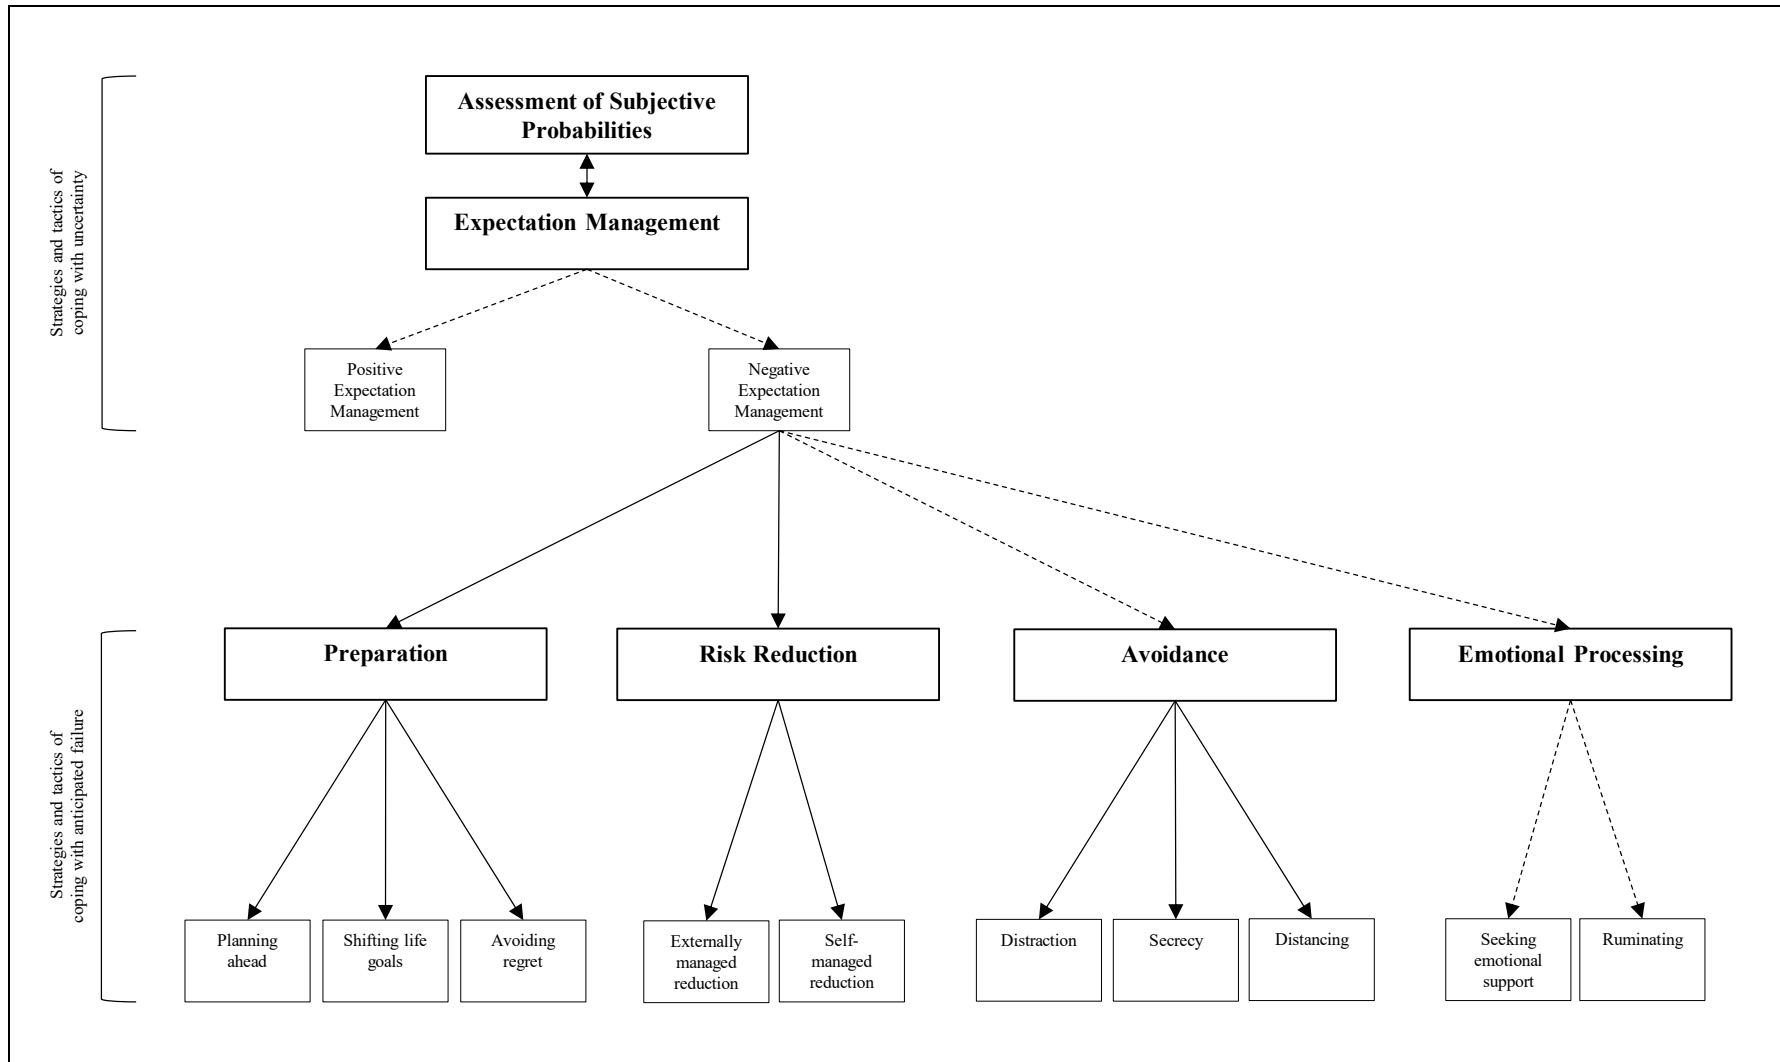 Strategies and tactics of
coping with uncertainty
Assessment of Subjective
Probabilities
Expectation Management
Positive
Expectation
Management
Negative
Expectation
Management
Strategies and tactics of
coping with anticipated failure
Preparation
Risk Reduction
Avoidance
Emotional Processing
Planning
ahead
Shifting life
goals
Avoiding
regret
Externally
managed
reduction
Self-
managed
reduction
Distraction
Secrecy
Distancing
Seeking
emotional
support
Ruminating